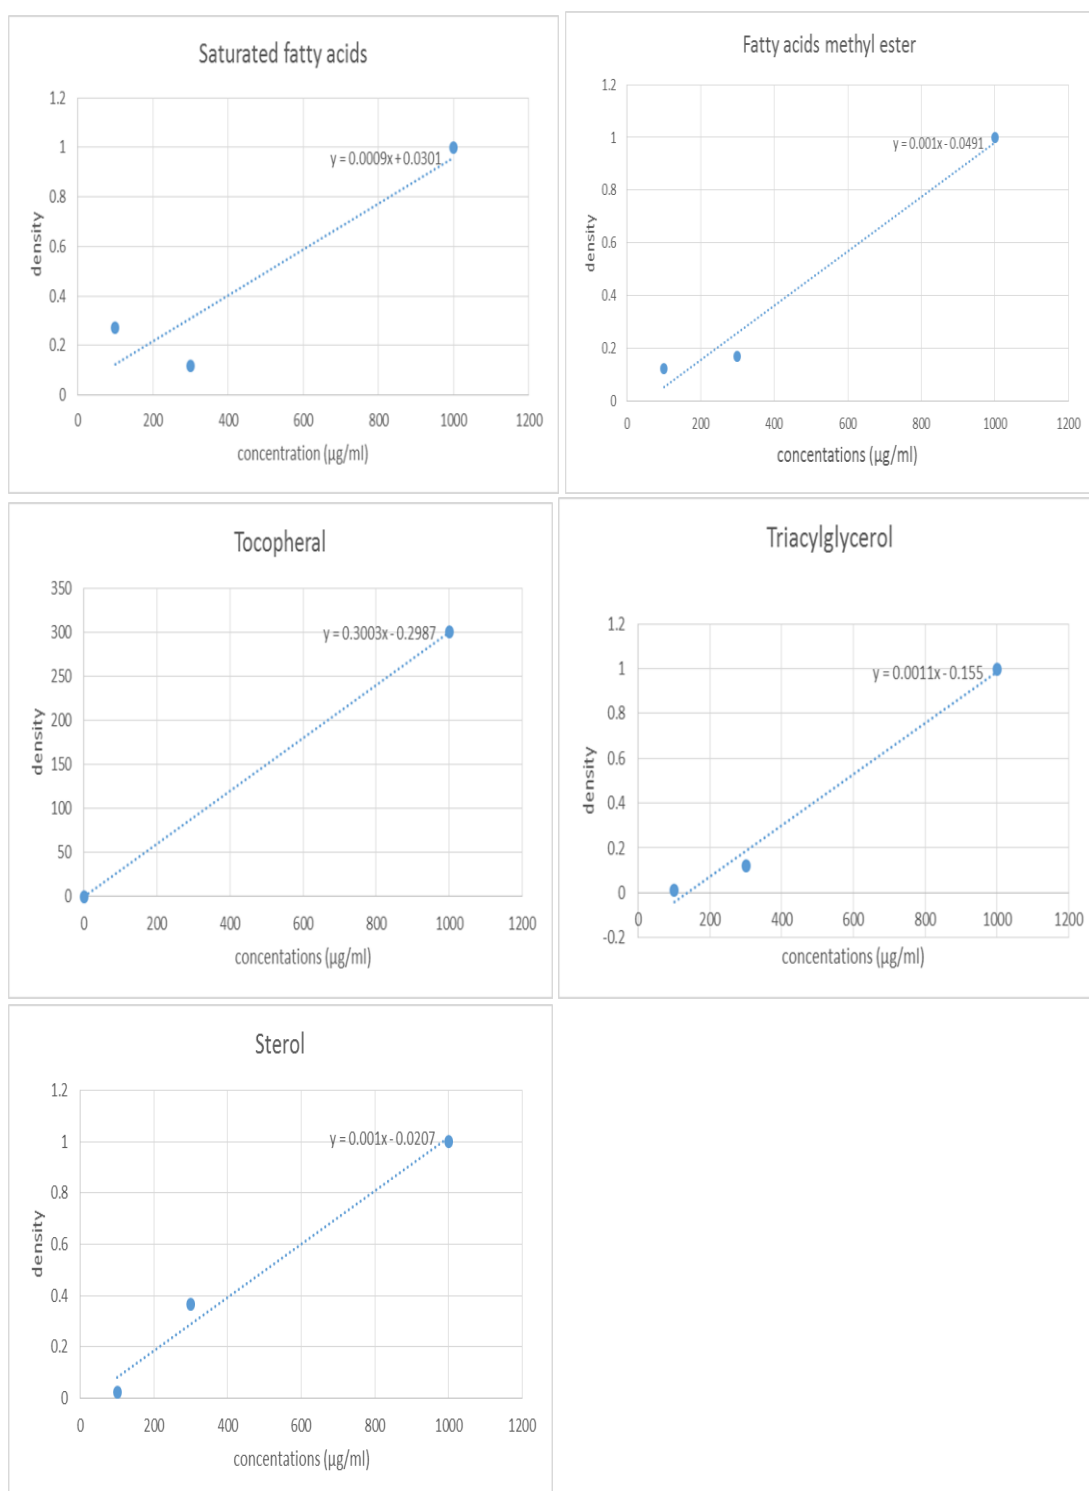 Saturated fatty acids
1.2
1
0.8
0.6
0.4
0.2
0
density
y = 0.0009x + 0.0301
0 200 400 600 800 1000 1200
concentration (µg/ml)
Fatty acids methyl ester
1.2
1
0.8
0.6
0.4
0.2
0
density
y = 0.001x - 0.0491
0 200 400 600 800 1000 1200
concentations (µg/ml)
Tocopheral
350
300
250
200
150
100
50
0
density
y = 0.3003x - 0.2987
0 200 400 600 800 1000 1200
concentations (µg/ml)
Triacylglycerol
1.2
1
0.8
0.6
0.4
0.2
0
-0.2
density
y = 0.0011x - 0.155
0 200 400 600 800 1000 1200
concentations (µg/ml)
Sterol
1.2
1
0.8
0.6
0.4
0.2
0
density
y = 0.001x - 0.0207
0 200 400 600 800 1000 1200
concentations (µg/ml)